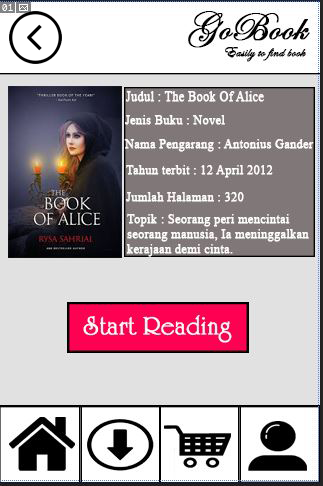 01
GoBook
Easily to find book
"THRILLER BOOK OF THE YEAR!"
THE
BOOK
OF ALICE
RYSA SAHRIAL
Judul : The Book Of Alice
Jenis Buku : Novel
Nama Pengarang : Antonius Gander
Tahun terbit : 12 April 2012
Jumlah Halaman : 320
Topik : Seorang peri mencintai
seorang manusia, Ia meninggalkan
kerajaan demi cinta.
Start Reading